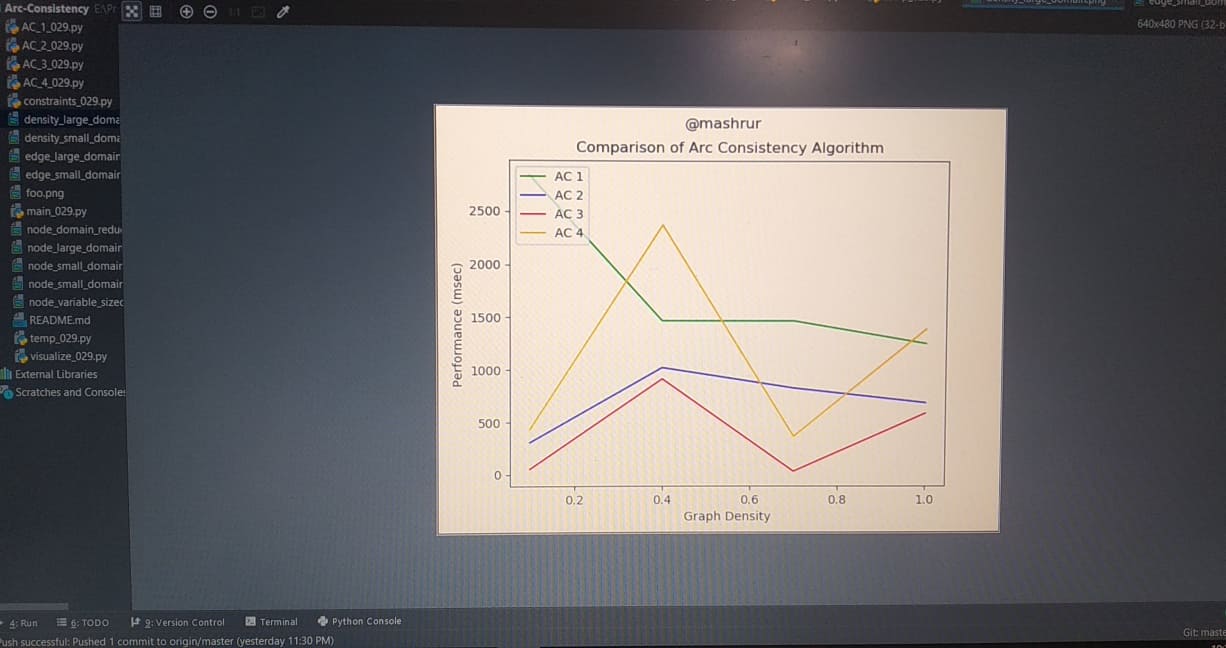 Arc-Consistency E:\Pr
AC_1_029.py
AC_2_029.py
AC_3_029.py
AC_4_029.py
constraints_029.py
density_large_doma
density_small_doma
edge_large_domain
edge_small_domain
foo.png
main_029.py
node_domain_redu
node_large_domain
node_small_domain
node_small_domain
node_variable_sized
README.md
temp_029.py
visualize_029.py
External Libraries
Scratches and Consoles
1:1
density_large_domain.png
edge_small_dom
640x480 PNG (32-b
@mashrur
Comparison of Arc Consistency Algorithm
AC 1
AC 2
AC 3
AC 4
Performance (msec)
2500
2000
1500
1000
500
0
0.2 0.4 0.6 0.8 1.0
Graph Density
4: Run 6: TODO 9: Version Control Terminal Python Console
Push successful: Pushed 1 commit to origin/master (yesterday 11:30 PM)
Git: maste